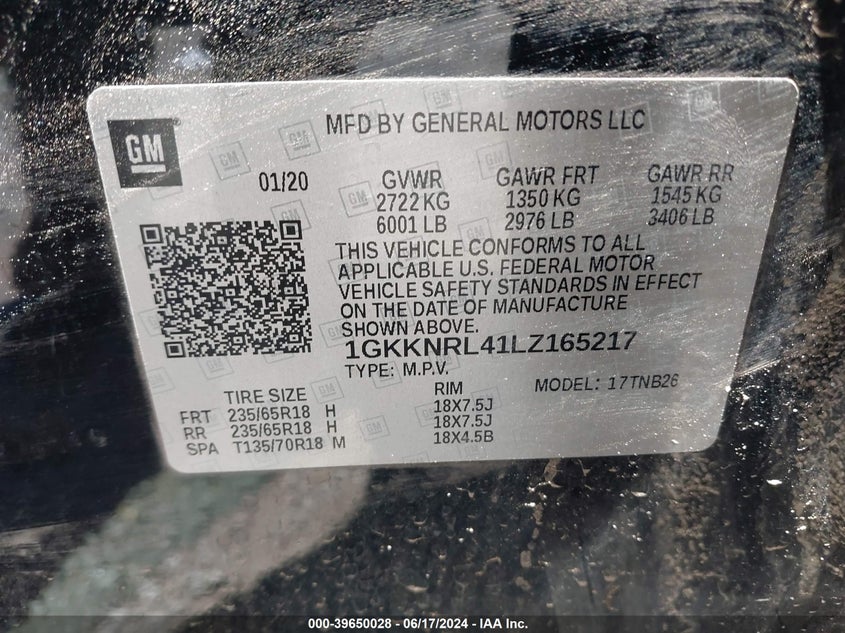 GM
MFD BY GENERAL MOTORS LLC
01/20
GVWR GAWR FRT GAWR RR
2722 KG 1350 KG 1545 KG
6001 LB 2976 LB 3406 LB
THIS VEHICLE CONFORMS TO ALL
APPLICABLE U.S. FEDERAL MOTOR
VEHICLE SAFETY STANDARDS IN EFFECT
ON THE DATE OF MANUFACTURE
SHOWN ABOVE.
1GKKNRL41LZ165217
TYPE: M.P.V. MODEL: 17TNB26
TIRE SIZE RIM
FRT 235/65R18 H 18X7.5J
RR 235/65R18 H 18X7.5J
SPA T135/70R18 M 18X4.5B
000-39650028 - 06/17/2024 - IAA Inc.